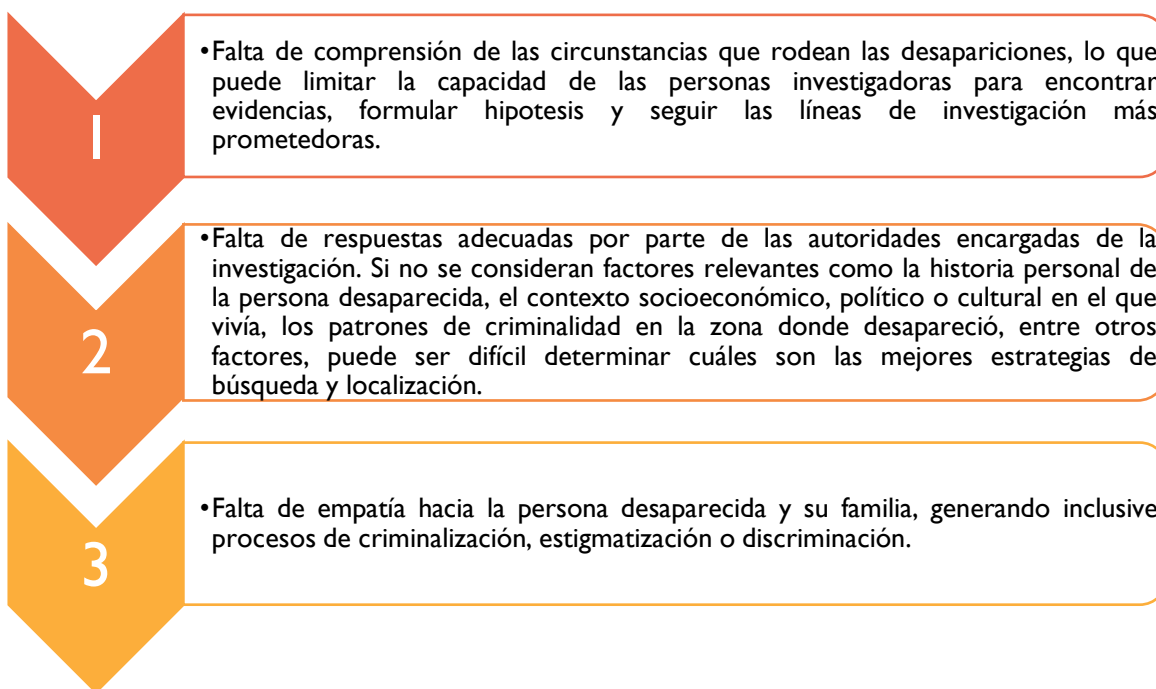 1
•Falta de comprensión de las circunstancias que rodean las desapariciones, lo que
puede limitar la capacidad de las personas investigadoras para encontrar
evidencias, formular hipotesis y seguir las líneas de investigación más
prometedoras.
2
•Falta de respuestas adecuadas por parte de las autoridades encargadas de la
investigación. Si no se consideran factores relevantes como la historia personal de
la persona desaparecida, el contexto socioeconómico, político o cultural en el que
vivía, los patrones de criminalidad en la zona donde desapareció, entre otros
factores, puede ser difícil determinar cuáles son las mejores estrategias de
búsqueda y localización.
3
•Falta de empatía hacia la persona desaparecida y su familia, generando inclusive
procesos de criminalización, estigmatización o discriminación.